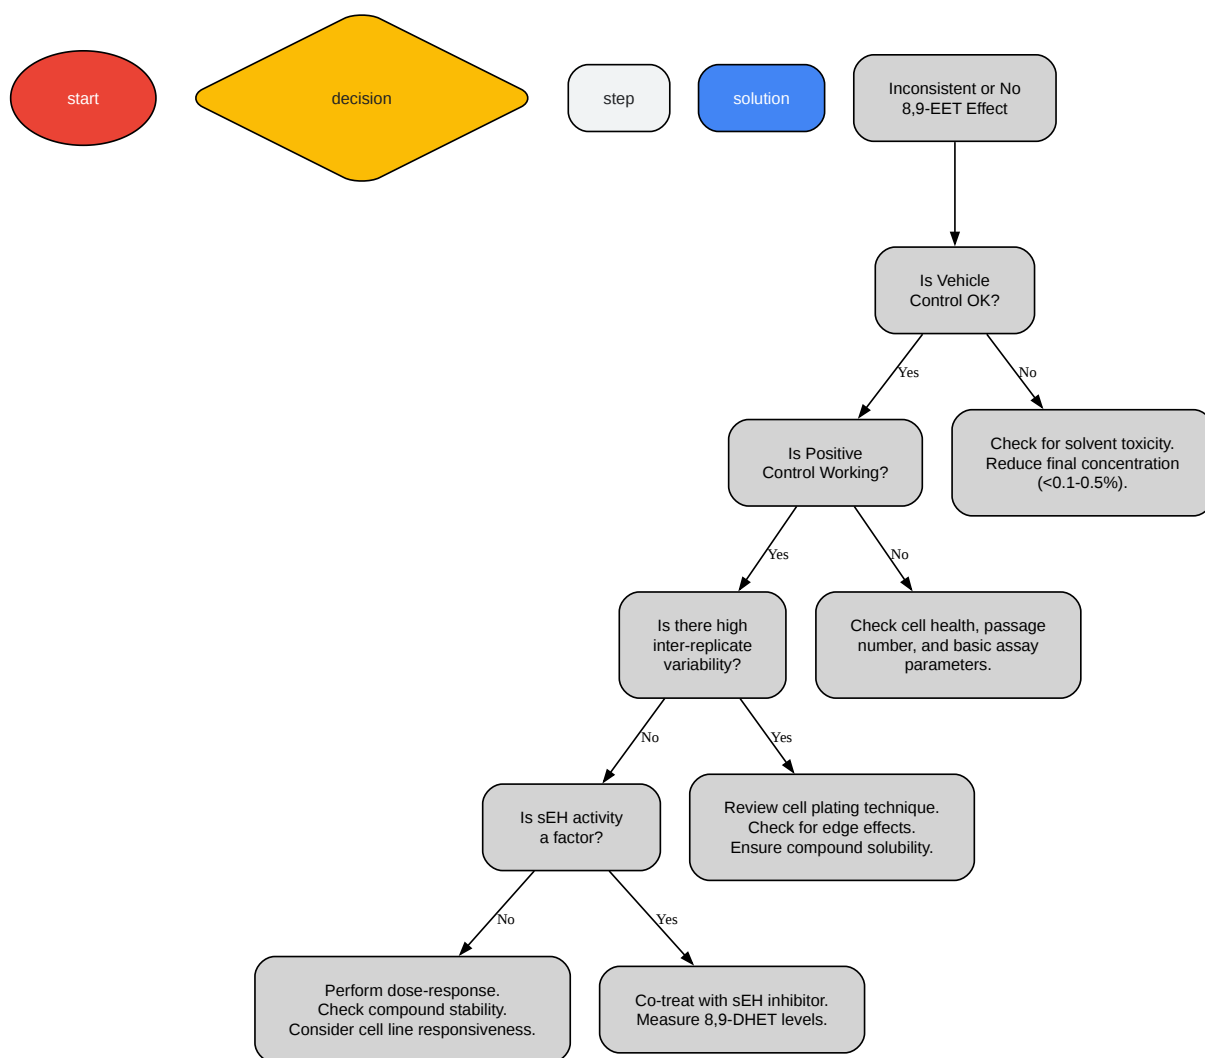 start
decision
step
solution
Inconsistent or No
8,9-EET Effect
Is Vehicle
Control OK?
Yes
No
Is Positive
Control Working?
Check for solvent toxicity.
Reduce final concentration
(<0.1-0.5%).
Yes
No
Is there high
inter-replicate
variability?
Check cell health, passage
number, and basic assay
parameters.
No
Yes
Is sEH activity
a factor?
Review cell plating technique.
Check for edge effects.
Ensure compound solubility.
No
Yes
Perform dose-response.
Check compound stability.
Consider cell line responsiveness.
Co-treat with sEH inhibitor.
Measure 8,9-DHET levels.